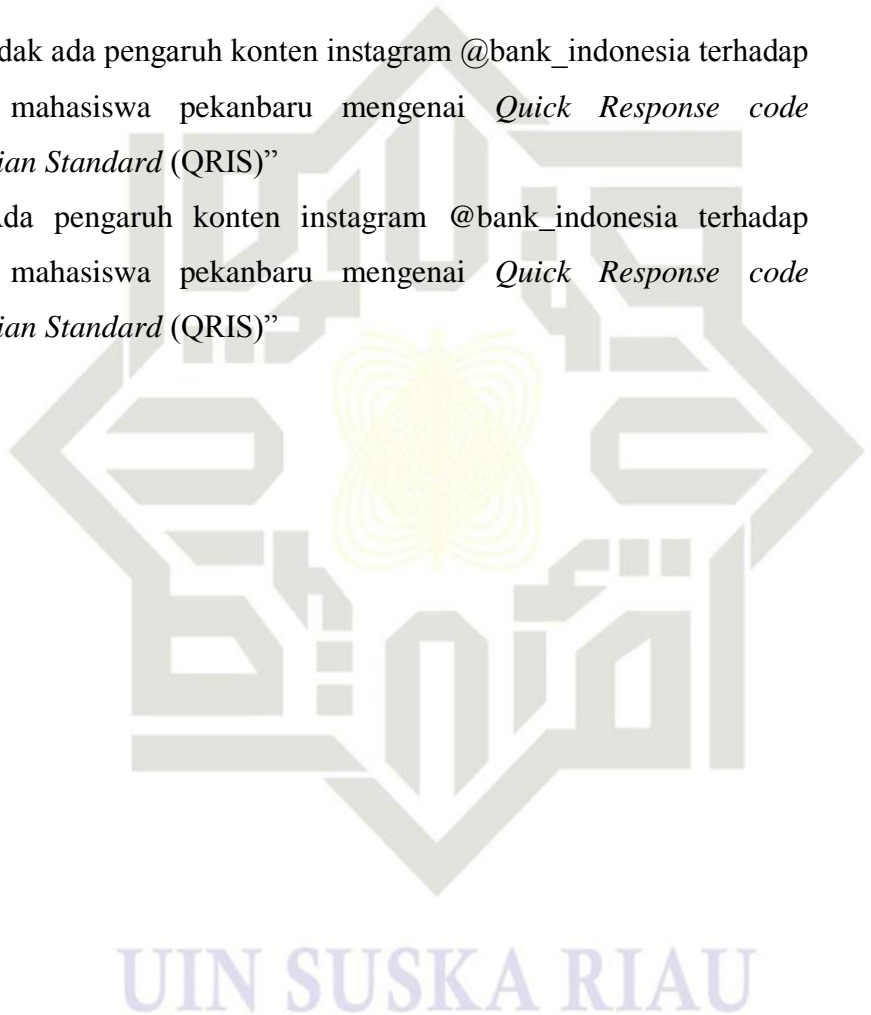 dak ada pengaruh konten instagram @bank_indonesia terhadap
mahasiswa pekanbaru mengenai Quick Response code
ian Standard (QRIS)”
da pengaruh konten instagram @bank_indonesia terhadap
mahasiswa pekanbaru mengenai Quick Response code
ian Standard (QRIS)”
UIN SUSKA RIAU